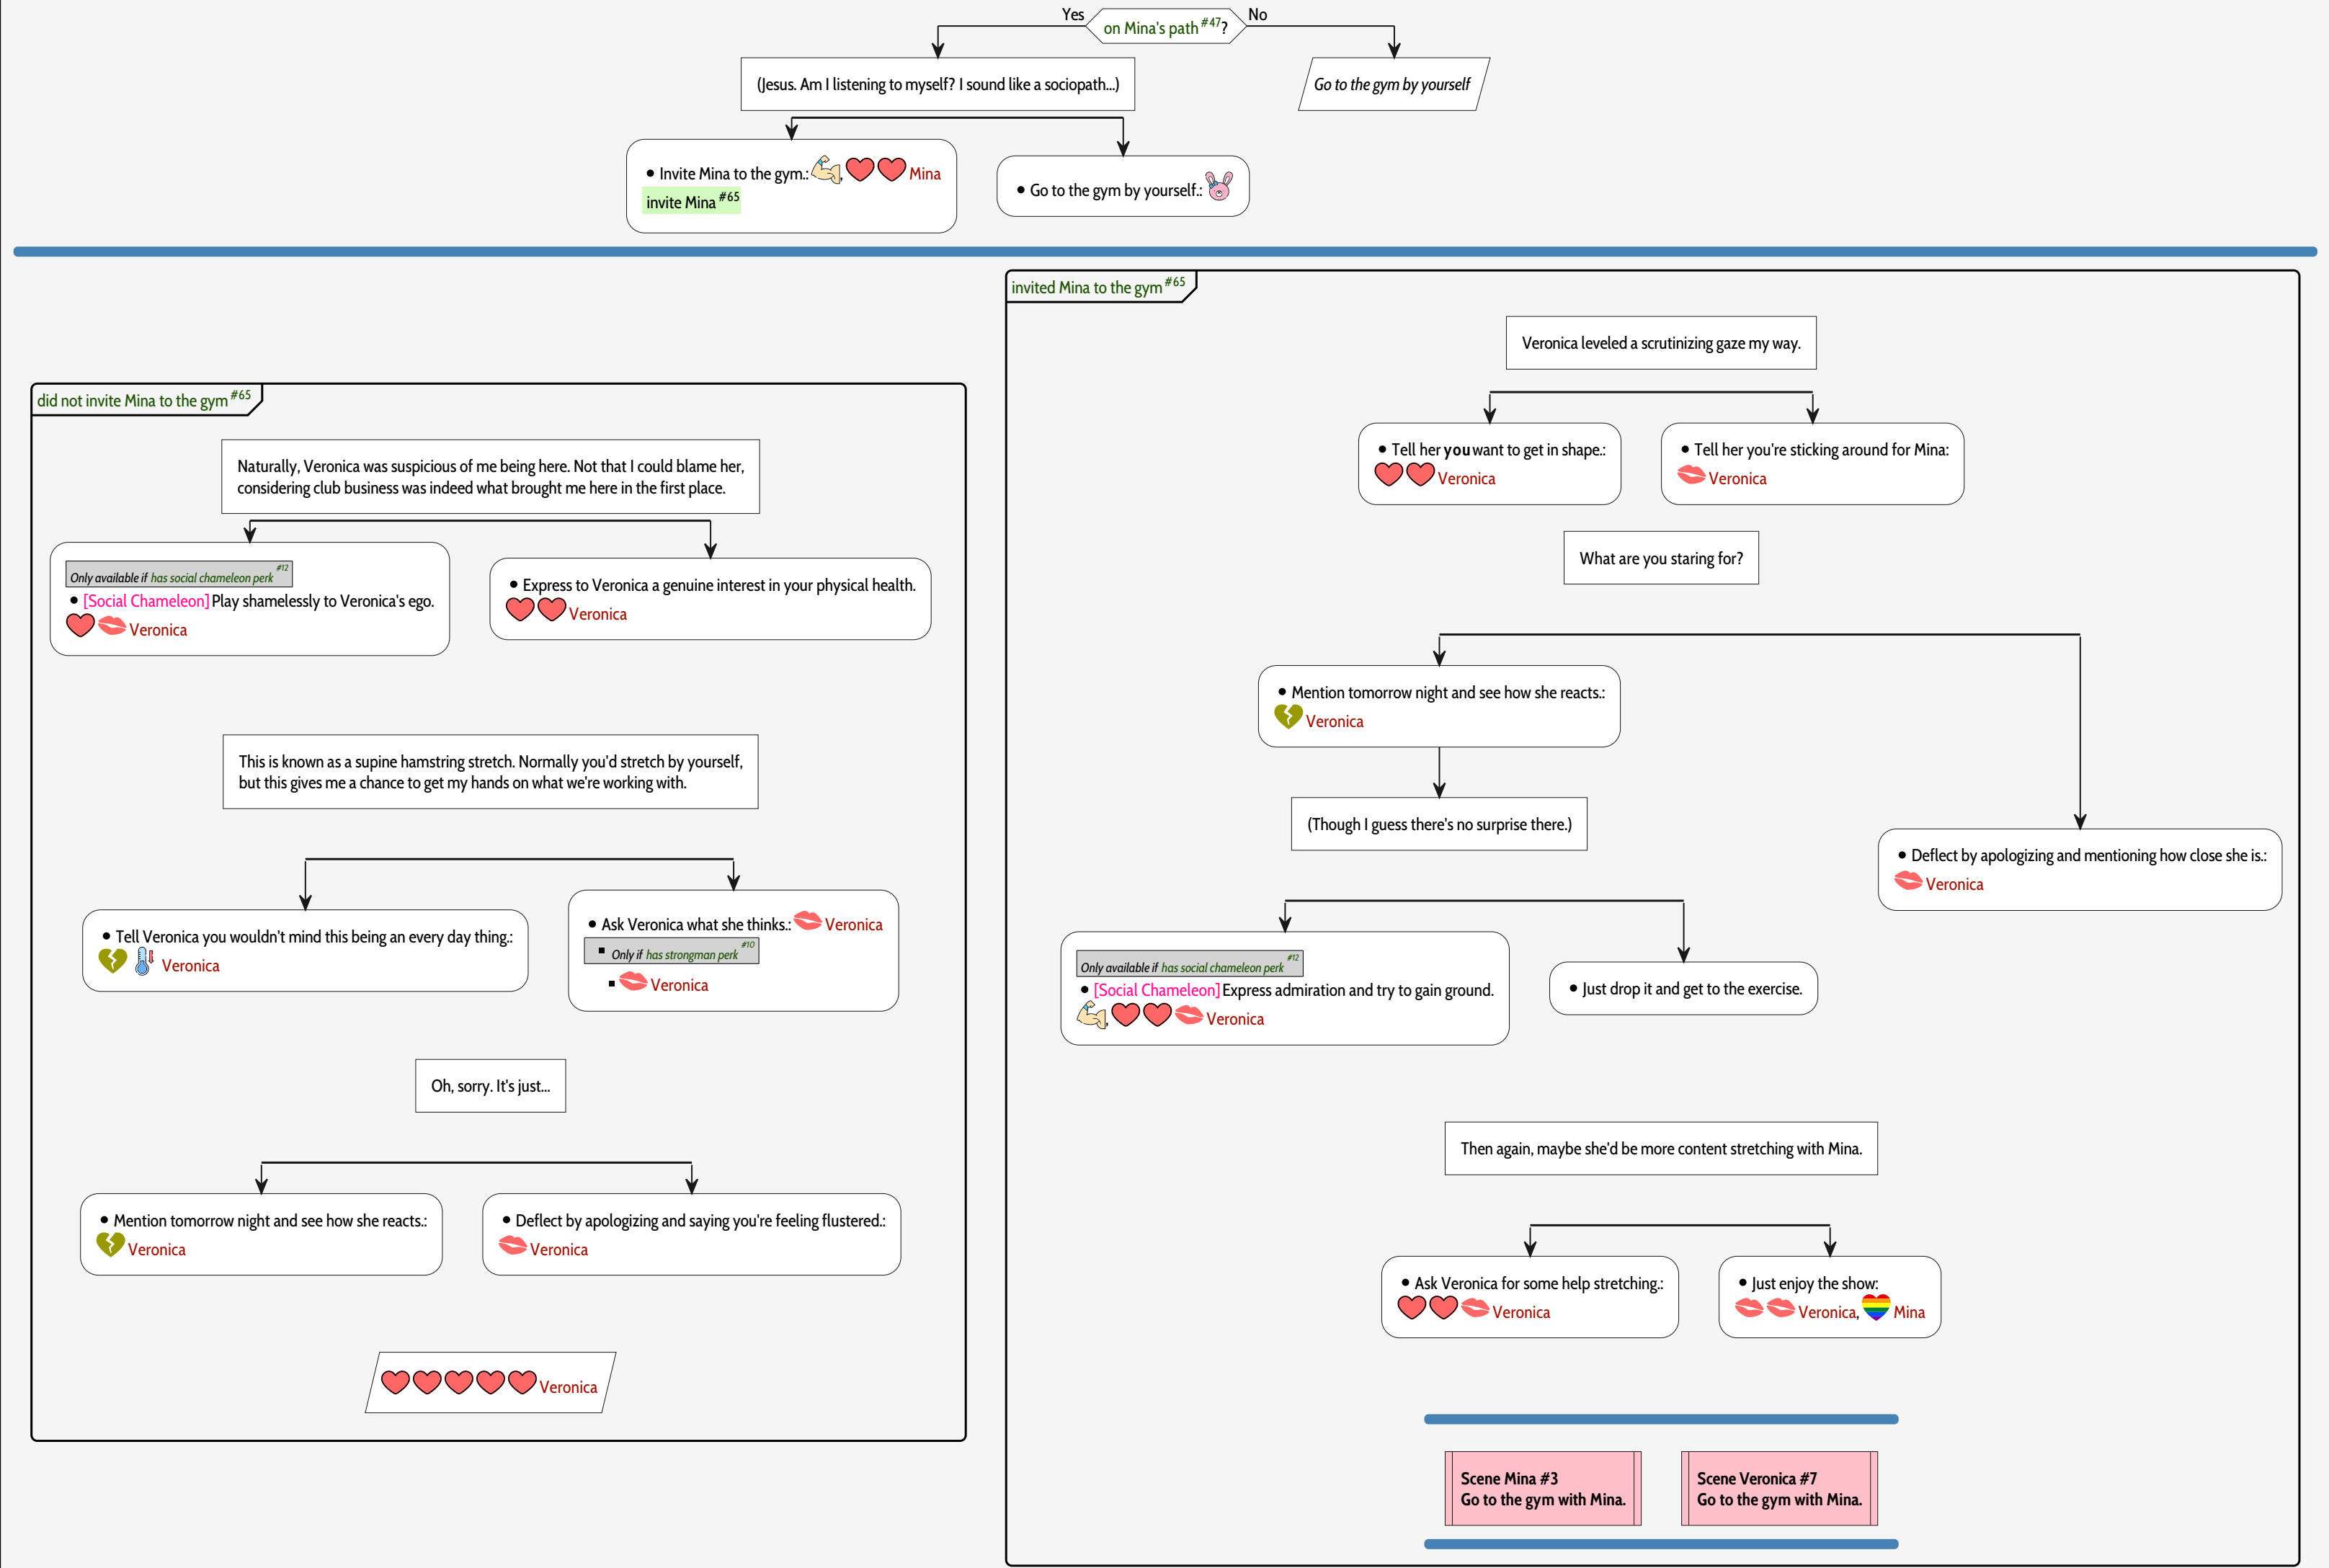 Yes
on Mina's path #47?
No
(Jesus. Am I listening to myself? I sound like a sociopath...)
Go to the gym by yourself
• Invite Mina to the gym.: , Mina
invite Mina #65
• Go to the gym by yourself.:
did not invite Mina to the gym #65
Naturally, Veronica was suspicious of me being here. Not that I could blame her,
considering club business was indeed what brought me here in the first place.
Only available if has social chameleon perk #12
• [Social Chameleon] Play shamelessly to Veronica's ego.
Veronica
• Express to Veronica a genuine interest in your physical health.
Veronica
This is known as a supine hamstring stretch. Normally you'd stretch by yourself,
but this gives me a chance to get my hands on what we're working with.
• Tell Veronica you wouldn't mind this being an every day thing.:
Veronica
• Ask Veronica what she thinks.: Veronica
▪ Only if has strongman perk #10
▪ Veronica
Oh, sorry. It's just...
• Mention tomorrow night and see how she reacts.:
Veronica
• Deflect by apologizing and saying you're feeling flustered.:
Veronica
Veronica
invited Mina to the gym #65
Veronica leveled a scrutinizing gaze my way.
• Tell her you want to get in shape.:
Veronica
• Tell her you're sticking around for Mina:
Veronica
What are you staring for?
• Mention tomorrow night and see how she reacts.:
Veronica
(Though I guess there's no surprise there.)
• Deflect by apologizing and mentioning how close she is.:
Veronica
Only available if has social chameleon perk #12
• [Social Chameleon] Express admiration and try to gain ground.
, Veronica
• Just drop it and get to the exercise.
Then again, maybe she'd be more content stretching with Mina.
• Ask Veronica for some help stretching.:
Veronica
• Just enjoy the show:
Veronica, Mina
Scene Mina #3
Go to the gym with Mina.
Scene Veronica #7
Go to the gym with Mina.